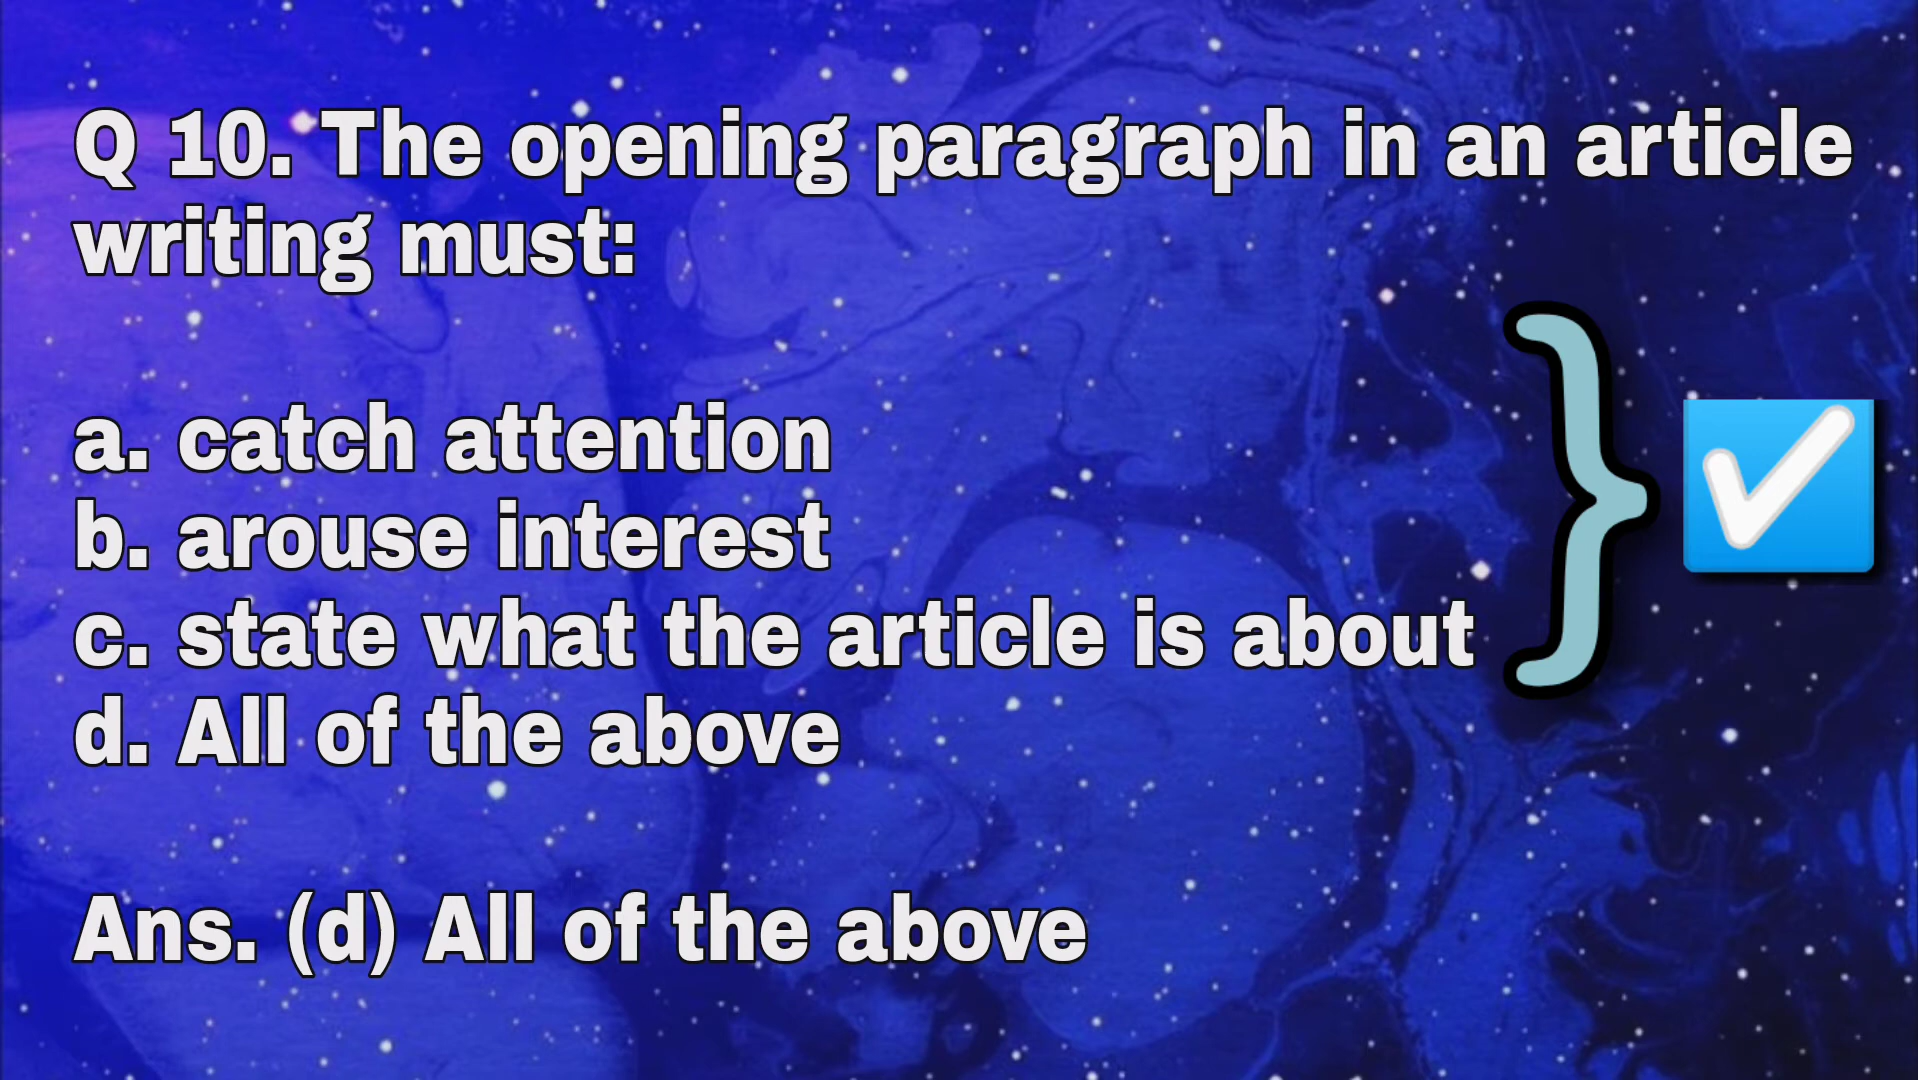 Q 10. The opening paragraph in an article
writing must:
a. catch attention
b. arouse interest
c. state what the article is about
d. All of the above
Ans. (d) All of the above